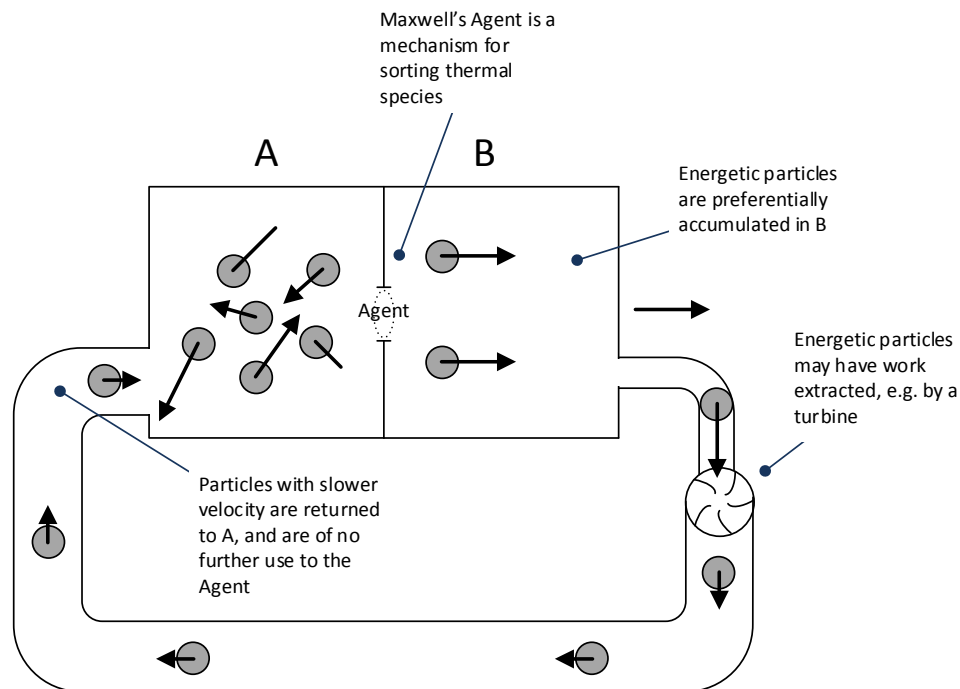 Maxwell’s Agent is a
mechanism for
sorting thermal
species
A
B
Energetic particles
are preferentially
accumulated in B
Agent
Energetic particles
may have work
extracted, e.g. by a
turbine
Particles with slower
velocity are returned
to A, and are of no
further use to the
Agent